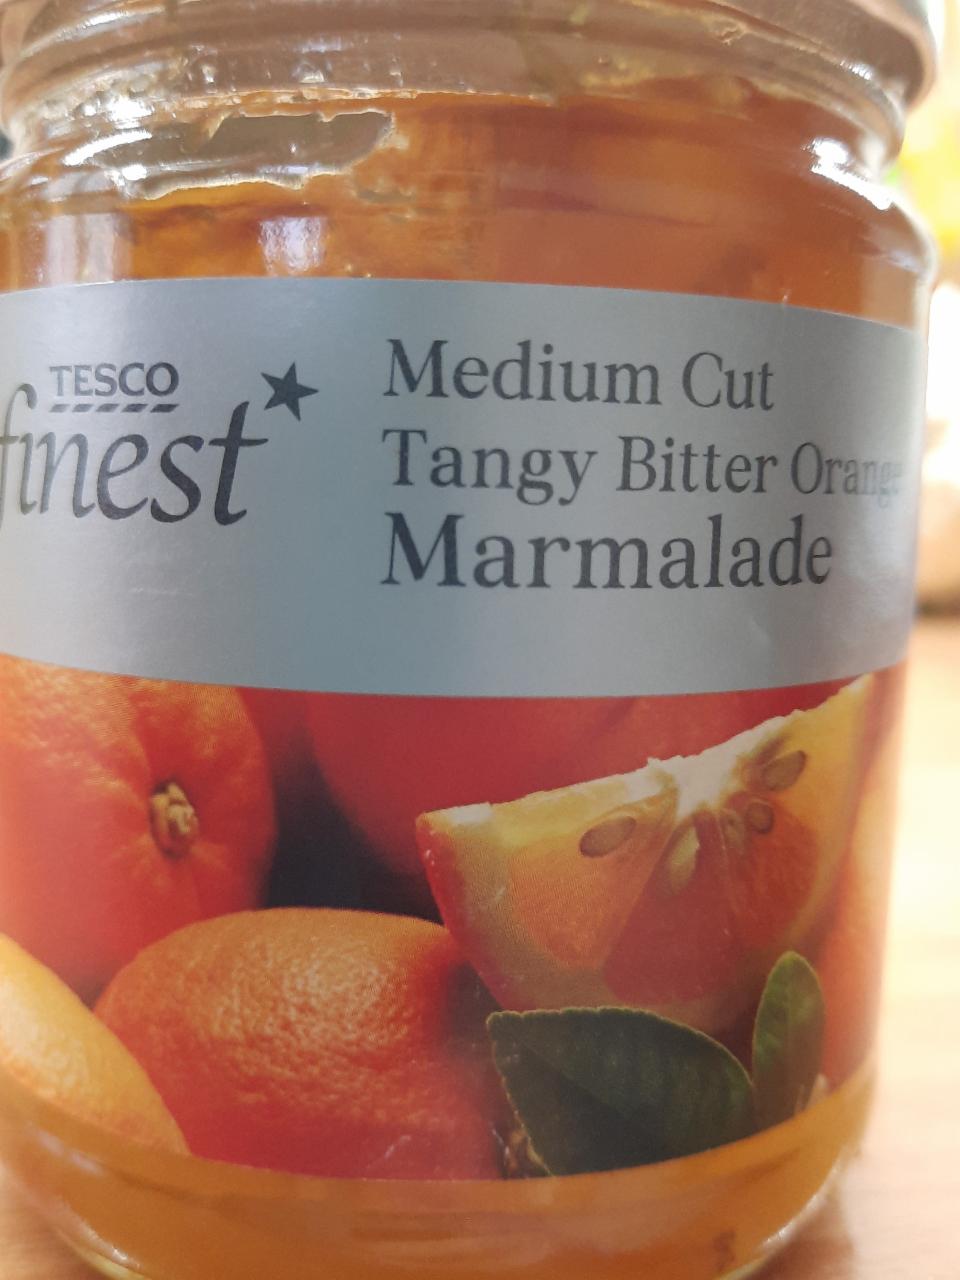 TESCO
finest
Medium Cut
Tangy Bitter Orange
Marmalade